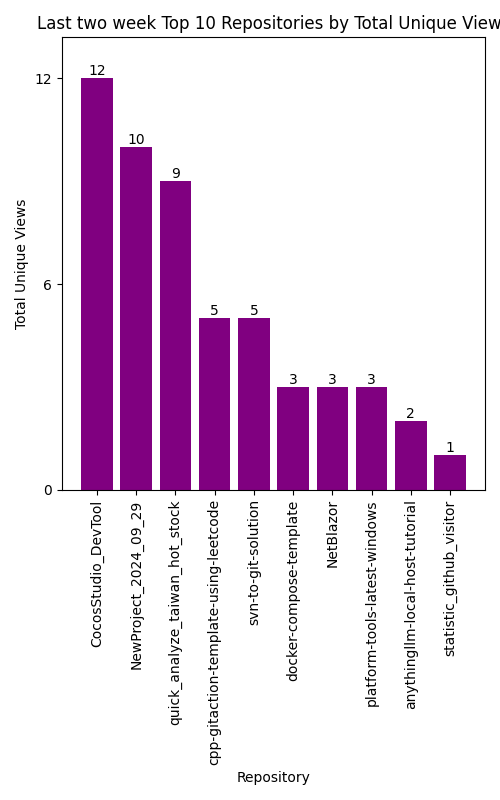 Last two week Top 10 Repositories by Total Unique View
12
10
9
5
5
3
3
3
2
1
12
6
0
Total Unique Views
CocosStudio_DevTool
NewProject_2024_09_29
quick_analyze_taiwan_hot_stock
cpp-gitaction-template-using-leetcode
svn-to-git-solution
docker-compose-template
NetBlazor
platform-tools-latest-windows
anythingllm-local-host-tutorial
statistic_github_visitor
Repository